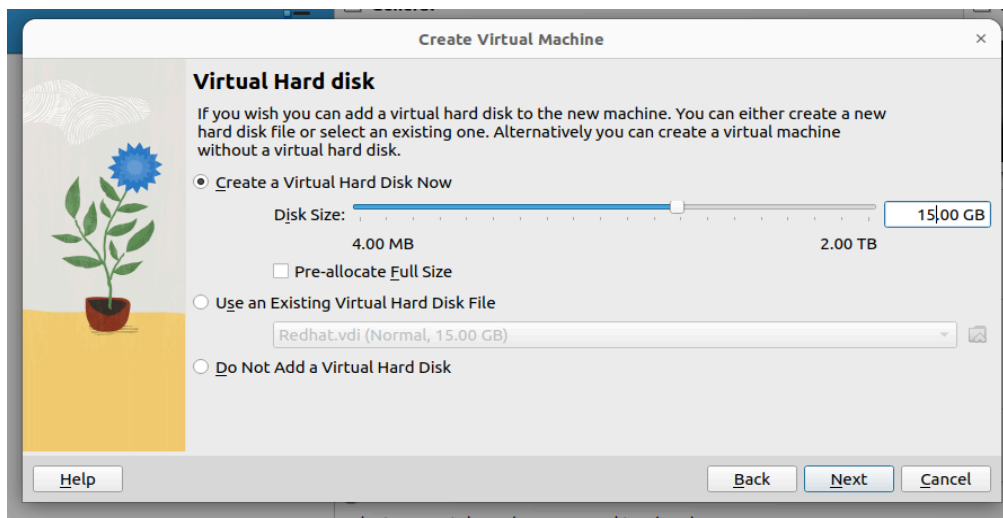 Create Virtual Machine
Virtual Hard disk
If you wish you can add a virtual hard disk to the new machine. You can either create a new
hard disk file or select an existing one. Alternatively you can create a virtual machine
without a virtual hard disk.
Create a Virtual Hard Disk Now
Disk Size: 15.00 GB
4.00 MB 2.00 TB
Pre-allocate Full Size
Use an Existing Virtual Hard Disk File
Redhat.vdi (Normal, 15.00 GB)
Do Not Add a Virtual Hard Disk
Help Back Next Cancel